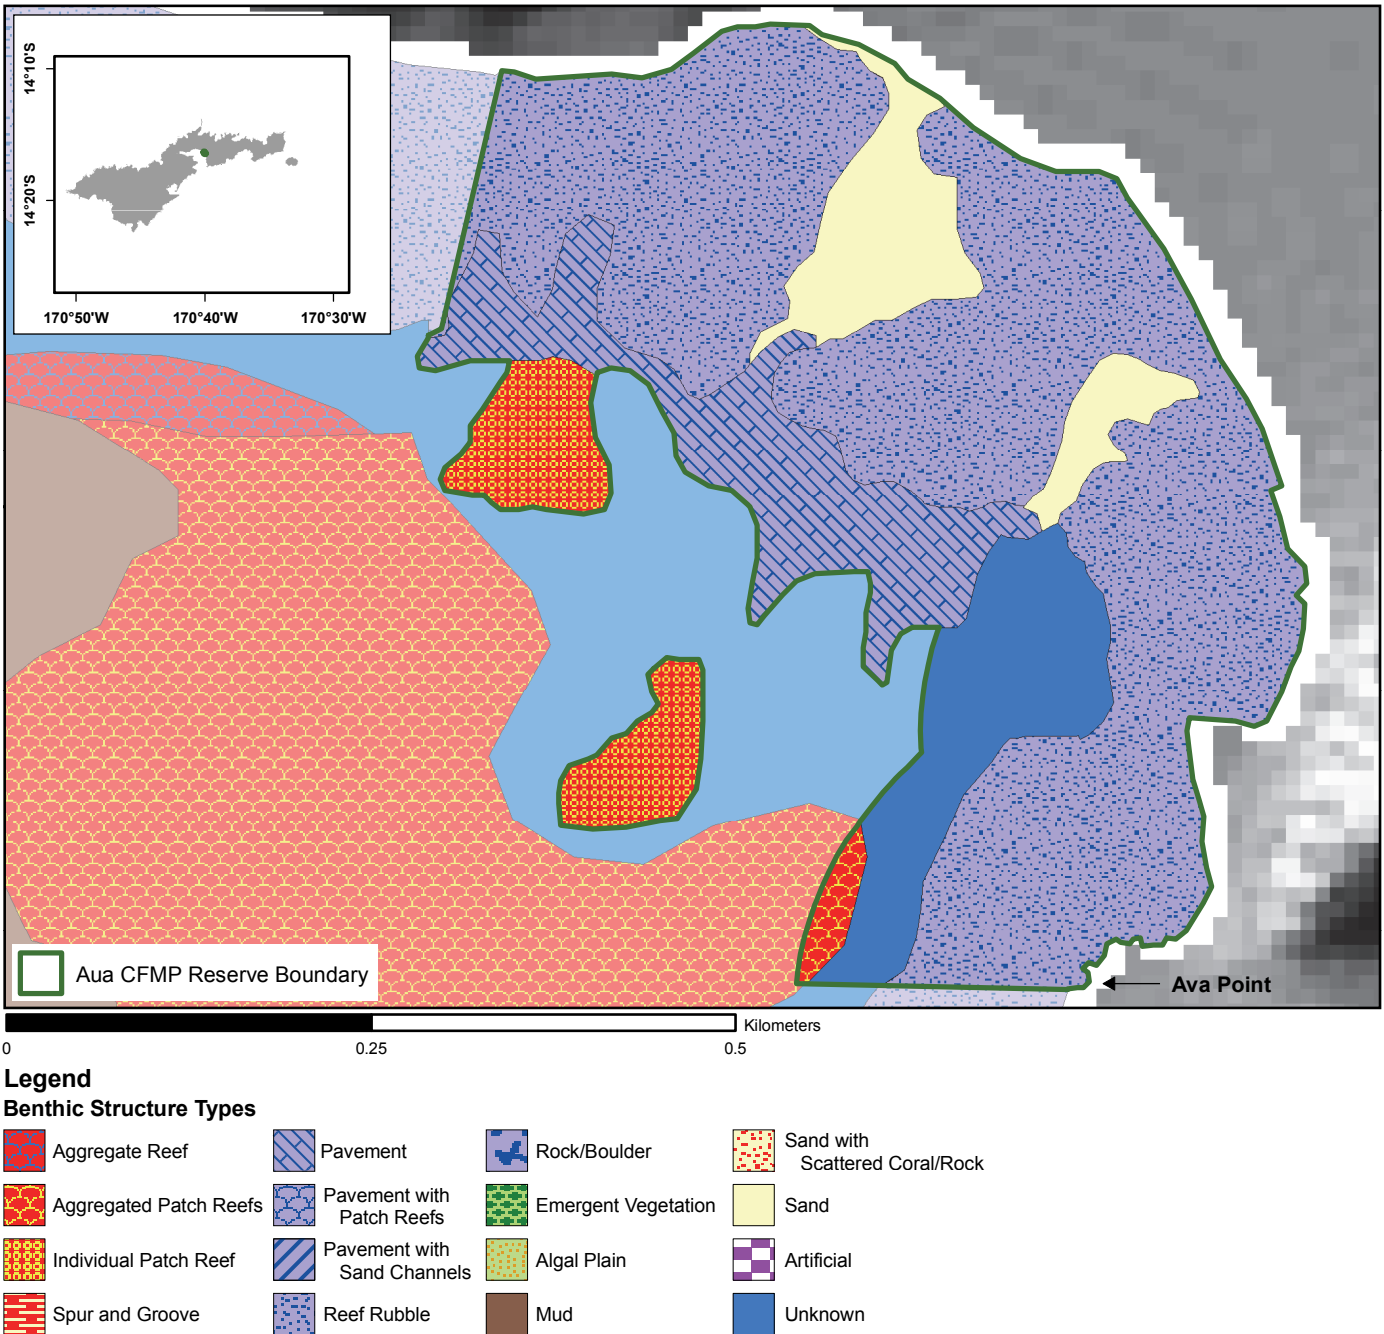 14°10'S
14°20'S
170°50'W
170°40'W
170°30'W
Aua CFMP Reserve Boundary
Ava Point
Kilometers
0
0.25
0.5
Legend
Benthic Structure Types
Aggregate Reef
Aggregated Patch Reefs
Individual Patch Reef
Spur and Groove
Pavement
Pavement with
Patch Reefs
Pavement with
Sand Channels
Reef Rubble
Rock/Boulder
Emergent Vegetation
Algal Plain
Mud
Sand with
Scattered Coral/Rock
Sand
Artificial
Unknown